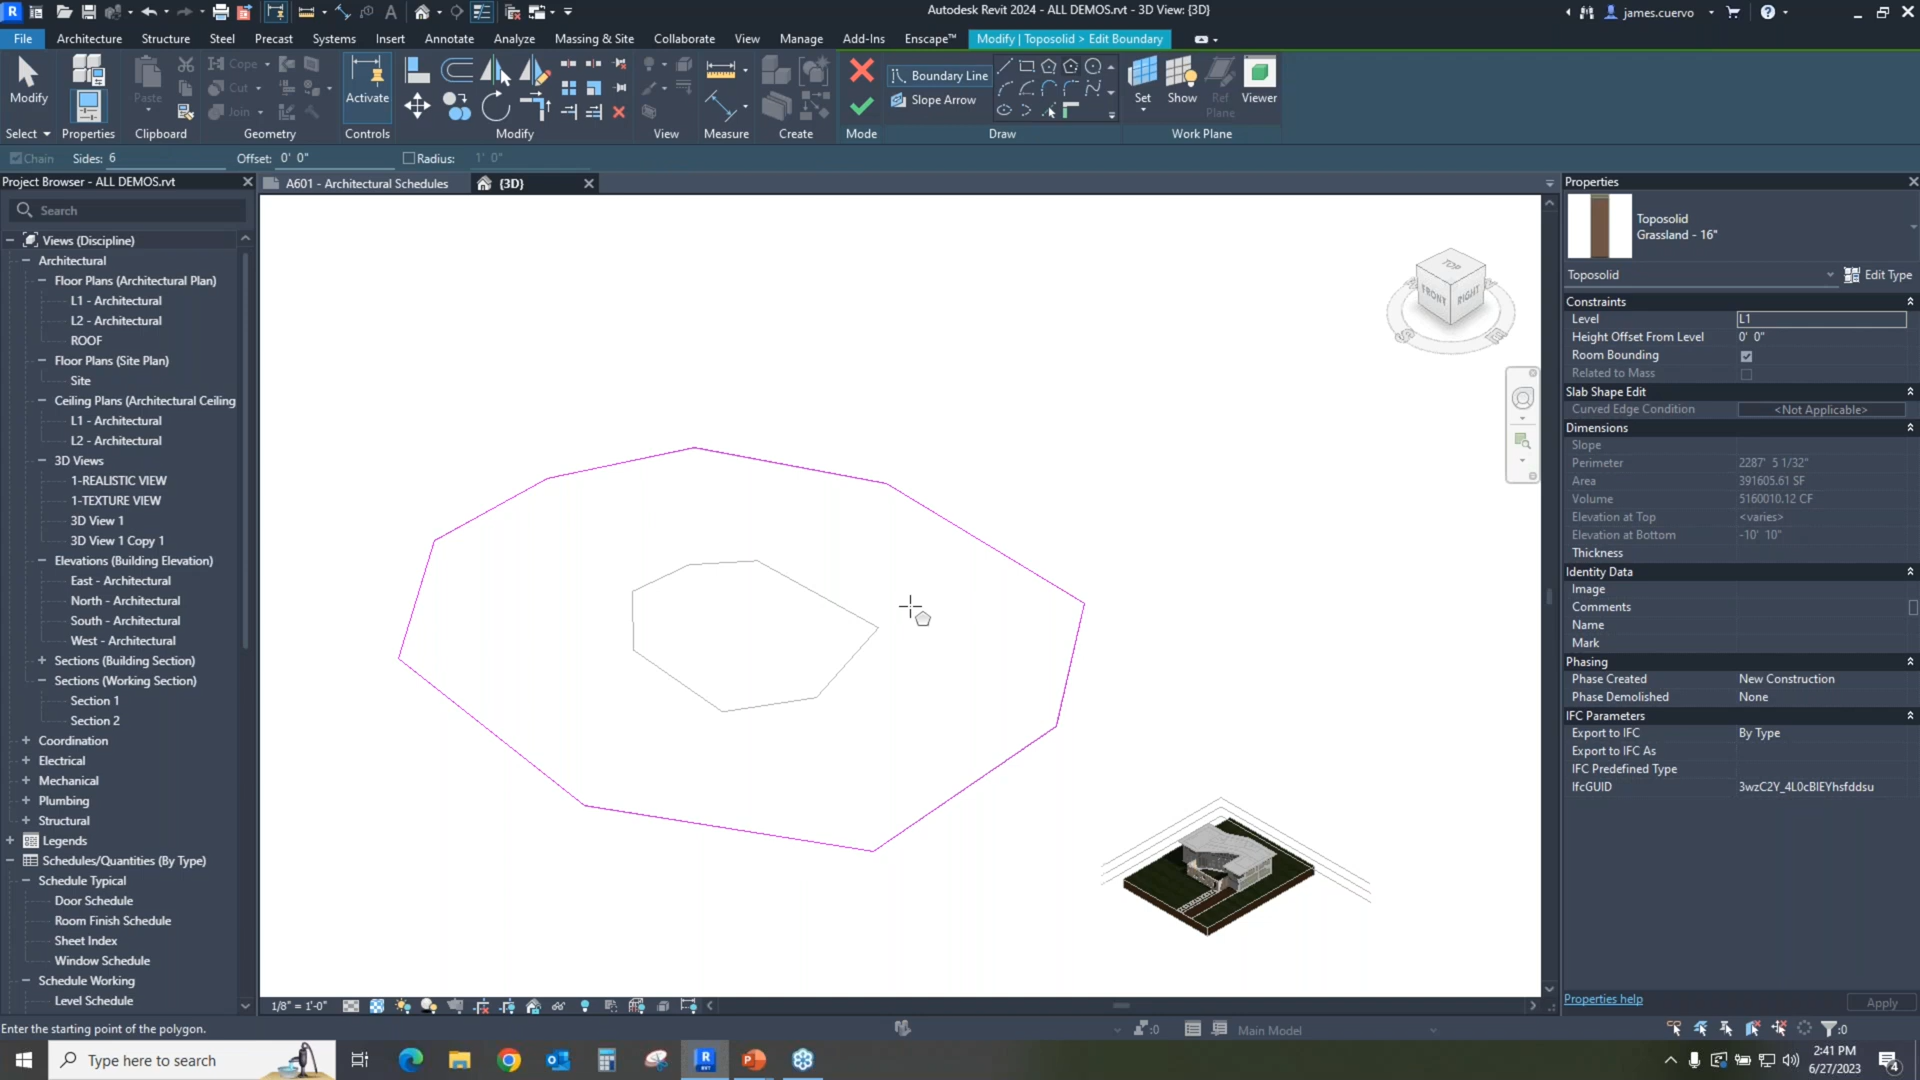 Autodesk Revit 2024 - ALL DEMOS.rvt - 3D View: {3D}
james.cuervo
File
Architecture
Structure
Steel
Precast
Systems
Insert
Annotate
Analyze
Massing & Site
Collaborate
View
Manage
Add-Ins
Enscape™
Modify | Toposolid > Edit Boundary
Modify
Paste
Cope
Cut
Join
Activate
Boundary Line
Slope Arrow
Set
Show
Ref
Plane
Viewer
Select
Properties
Clipboard
Geometry
Controls
Modify
View
Measure
Create
Mode
Draw
Work Plane
Chain
Sides: 6
Offset: 0' 0"
Radius: 1' 0"
Project Browser - ALL DEMOS.rvt
A601 - Architectural Schedules
{3D}
Search
Views (Discipline)
Architectural
Floor Plans (Architectural Plan)
L1 - Architectural
L2 - Architectural
ROOF
Floor Plans (Site Plan)
Site
Ceiling Plans (Architectural Ceiling
L1 - Architectural
L2 - Architectural
3D Views
1-REALISTIC VIEW
1-TEXTURE VIEW
3D View 1
3D View 1 Copy 1
Elevations (Building Elevation)
East - Architectural
North - Architectural
South - Architectural
West - Architectural
Sections (Building Section)
Sections (Working Section)
Section 1
Section 2
Coordination
Electrical
Mechanical
Plumbing
Structural
Legends
Schedules/Quantities (By Type)
Schedule Typical
Door Schedule
Room Finish Schedule
Sheet Index
Window Schedule
Schedule Working
Level Schedule
TOP
FRONT
RIGHT
Properties
Toposolid
Grassland - 16"
Toposolid
Edit Type
Constraints
Level L1
Height Offset From Level 0' 0"
Room Bounding
Related to Mass
Slab Shape Edit
Curved Edge Condition <Not Applicable>
Dimensions
Slope
Perimeter 2287' 5 1/32"
Area 391605.61 SF
Volume 5160010.12 CF
Elevation at Top <varies>
Elevation at Bottom -10' 10"
Thickness
Identity Data
Image
Comments
Name
Mark
Phasing
Phase Created New Construction
Phase Demolished None
IFC Parameters
Export to IFC By Type
Export to IFC As
IFC Predefined Type
IfcGUID 3wzC2Y_4L0cBIEYhsfddsu
Properties help
Apply
1/8" = 1'-0"
Enter the starting point of the polygon.
:0
Main Model
:0
Type here to search
2:41 PM
6/27/2023
4